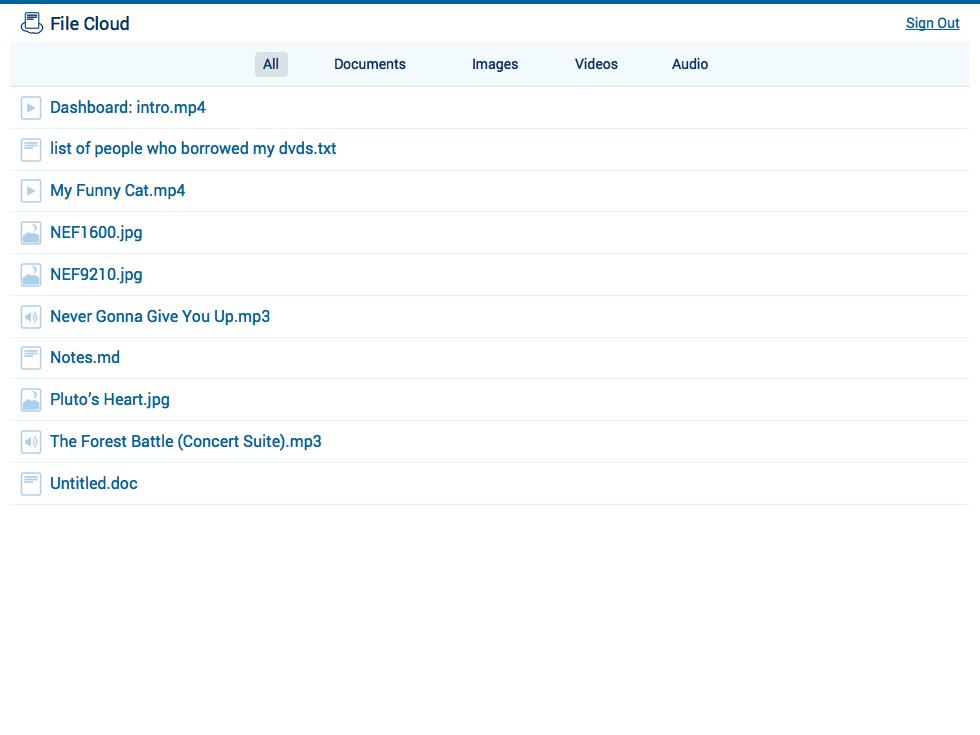 File Cloud
Sign Out
All
Documents
Images
Videos
Audio
Dashboard: intro.mp4
list of people who borrowed my dvds.txt
My Funny Cat.mp4
NEF1600.jpg
NEF9210.jpg
Never Gonna Give You Up.mp3
Notes.md
Pluto’s Heart.jpg
The Forest Battle (Concert Suite).mp3
Untitled.doc